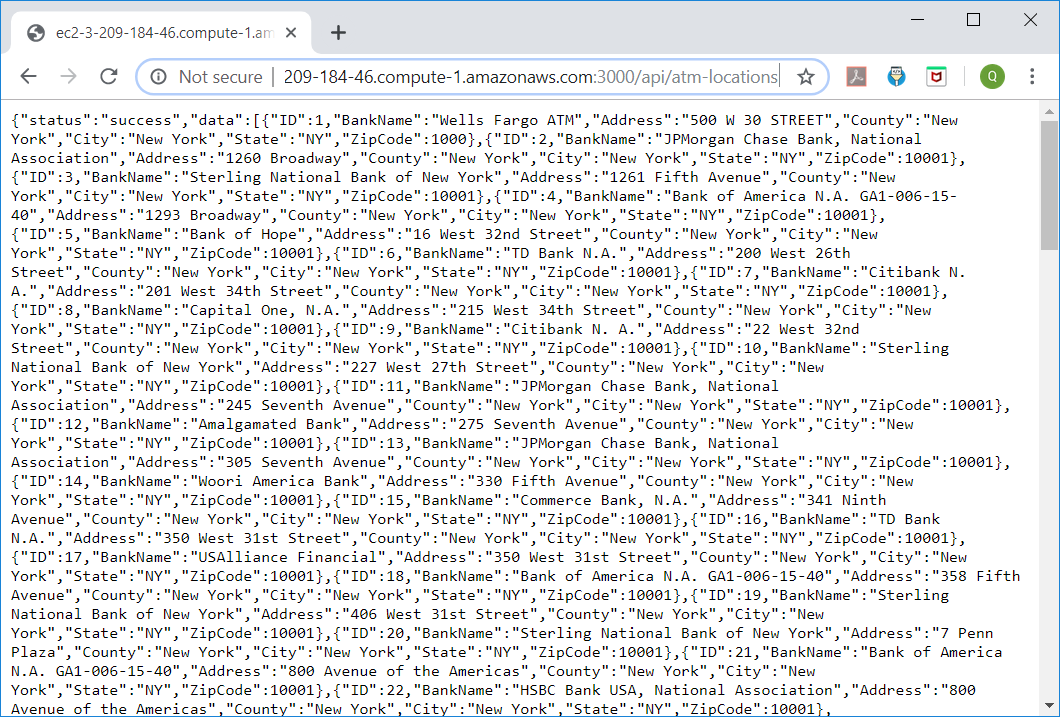 ec2-3-209-184-46.compute-1.am
Not secure | 209-184-46.compute-1.amazonaws.com:3000/api/atm-locations Q
{"status":"success","data":[{"ID":1,"BankName":"Wells Fargo ATM","Address":"500 W 30 STREET","County":"New
York","City":"New York","State":"NY","ZipCode":1000},{"ID":2,"BankName":"JPMorgan Chase Bank, National
Association","Address":"1260 Broadway","County":"New York","City":"New York","State":"NY","ZipCode":10001},
{"ID":3,"BankName":"Sterling National Bank of New York","Address":"1261 Fifth Avenue","County":"New
York","City":"New York","State":"NY","ZipCode":10001},{"ID":4,"BankName":"Bank of America N.A. GA1-006-15-
40","Address":"1293 Broadway","County":"New York","City":"New York","State":"NY","ZipCode":10001},
{"ID":5,"BankName":"Bank of Hope","Address":"16 West 32nd Street","County":"New York","City":"New
York","State":"NY","ZipCode":10001},{"ID":6,"BankName":"TD Bank N.A.","Address":"200 West 26th
Street","County":"New York","City":"New York","State":"NY","ZipCode":10001},{"ID":7,"BankName":"Citibank N.
A.","Address":"201 West 34th Street","County":"New York","City":"New York","State":"NY","ZipCode":10001},
{"ID":8,"BankName":"Capital One, N.A.","Address":"215 West 34th Street","County":"New York","City":"New
York","State":"NY","ZipCode":10001},{"ID":9,"BankName":"Citibank N. A.","Address":"22 West 32nd
Street","County":"New York","City":"New York","State":"NY","ZipCode":10001},{"ID":10,"BankName":"Sterling
National Bank of New York","Address":"227 West 27th Street","County":"New York","City":"New
York","State":"NY","ZipCode":10001},{"ID":11,"BankName":"JPMorgan Chase Bank, National
Association","Address":"245 Seventh Avenue","County":"New York","City":"New York","State":"NY","ZipCode":10001},
{"ID":12,"BankName":"Amalgamated Bank","Address":"275 Seventh Avenue","County":"New York","City":"New
York","State":"NY","ZipCode":10001},{"ID":13,"BankName":"JPMorgan Chase Bank, National
Association","Address":"305 Seventh Avenue","County":"New York","City":"New York","State":"NY","ZipCode":10001},
{"ID":14,"BankName":"Woori America Bank","Address":"330 Fifth Avenue","County":"New York","City":"New
York","State":"NY","ZipCode":10001},{"ID":15,"BankName":"Commerce Bank, N.A.","Address":"341 Ninth
Avenue","County":"New York","City":"New York","State":"NY","ZipCode":10001},{"ID":16,"BankName":"TD Bank
N.A.","Address":"350 West 31st Street","County":"New York","City":"New York","State":"NY","ZipCode":10001},
{"ID":17,"BankName":"USAlliance Financial","Address":"350 West 31st Street","County":"New York","City":"New
York","State":"NY","ZipCode":10001},{"ID":18,"BankName":"Bank of America N.A. GA1-006-15-40","Address":"358 Fifth
Avenue","County":"New York","City":"New York","State":"NY","ZipCode":10001},{"ID":19,"BankName":"Sterling
National Bank of New York","Address":"406 West 31st Street","County":"New York","City":"New
York","State":"NY","ZipCode":10001},{"ID":20,"BankName":"Sterling National Bank of New York","Address":"7 Penn
Plaza","County":"New York","City":"New York","State":"NY","ZipCode":10001},{"ID":21,"BankName":"Bank of America
N.A. GA1-006-15-40","Address":"800 Avenue of the Americas","County":"New York","City":"New
York","State":"NY","ZipCode":10001},{"ID":22,"BankName":"HSBC Bank USA, National Association","Address":"800
Avenue of the Americas","County":"New York","City":"New York","State":"NY","ZipCode":10001},